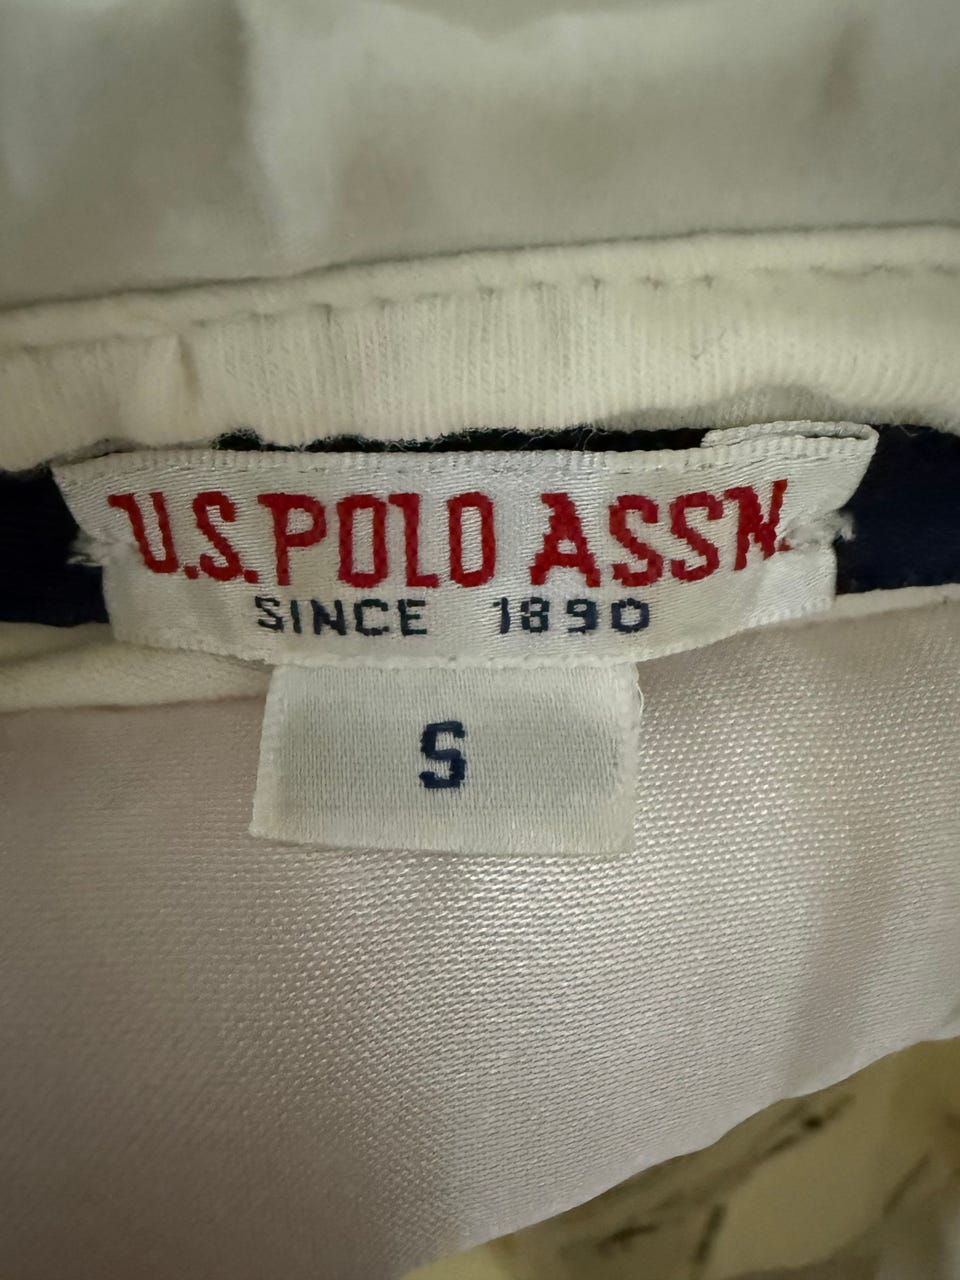 U.S. POLO ASSN.
SINCE 1890
S